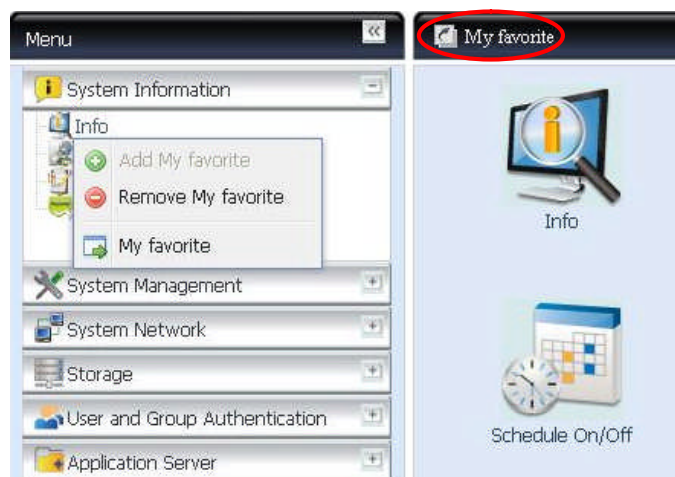 Menu
System Information
Info
Add My favorite
Remove My favorite
My favorite
System Management
System Network
Storage
User and Group Authentication
Application Server
My favorite
Info
Schedule On/Off